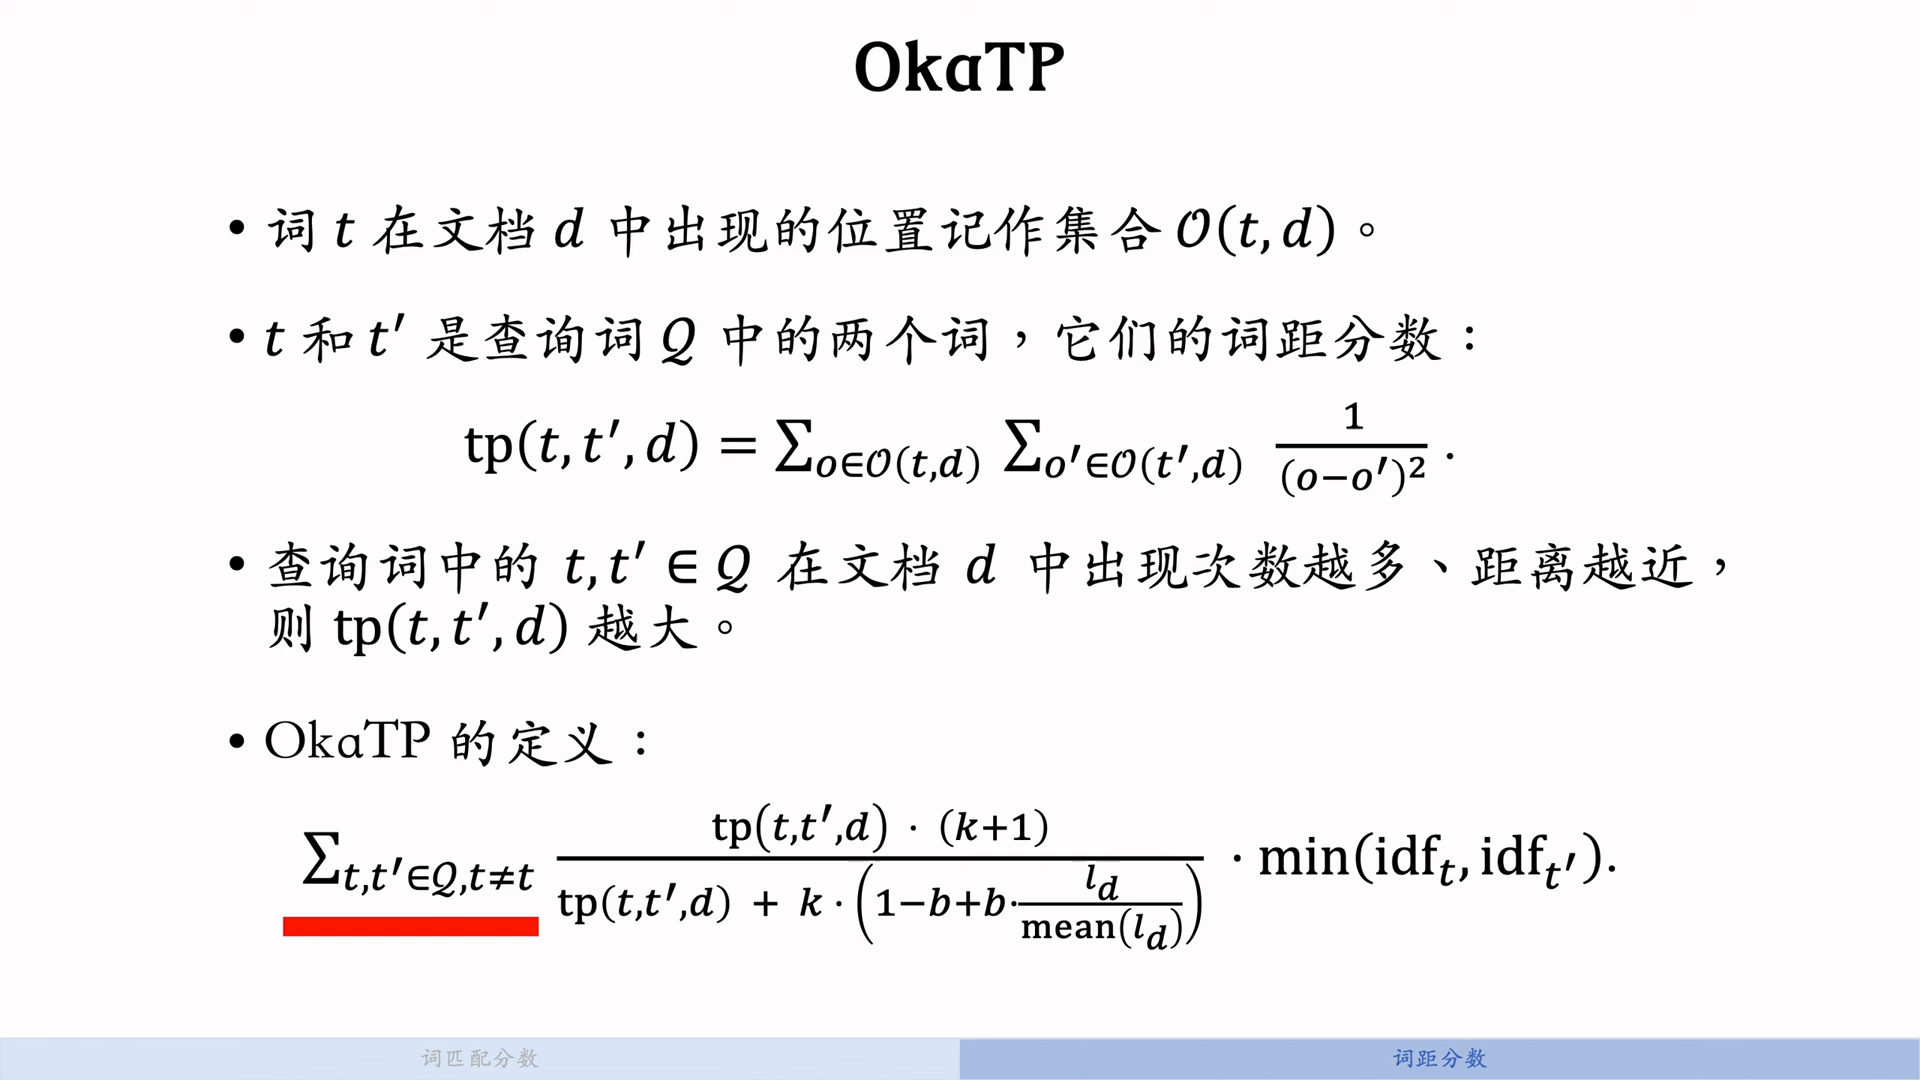 OkaTP
• 词 t 在文档 d 中出现的位置记作集合 𝒪(t,d)。
• t 和 t′ 是查询词 𝒬 中的两个词，它们的词距分数：
tp(t,t′,d) = ∑_{o∈𝒪(t,d)} ∑_{o′∈𝒪(t′,d)} \frac{1}{(o−o′)^2} .
• 查询词中的 t,t′ ∈ 𝒬 在文档 d 中出现次数越多、距离越近，
则 tp(t,t′,d) 越大。
• OkaTP 的定义：
∑_{t,t′∈𝒬,t≠t} \frac{tp(t,t′,d) · (k+1)}{tp(t,t′,d) + k·(1−b+b·\frac{l_d}{mean(l_d)})} · min(idf_t, idf_{t′}).
词匹配分数
词距分数